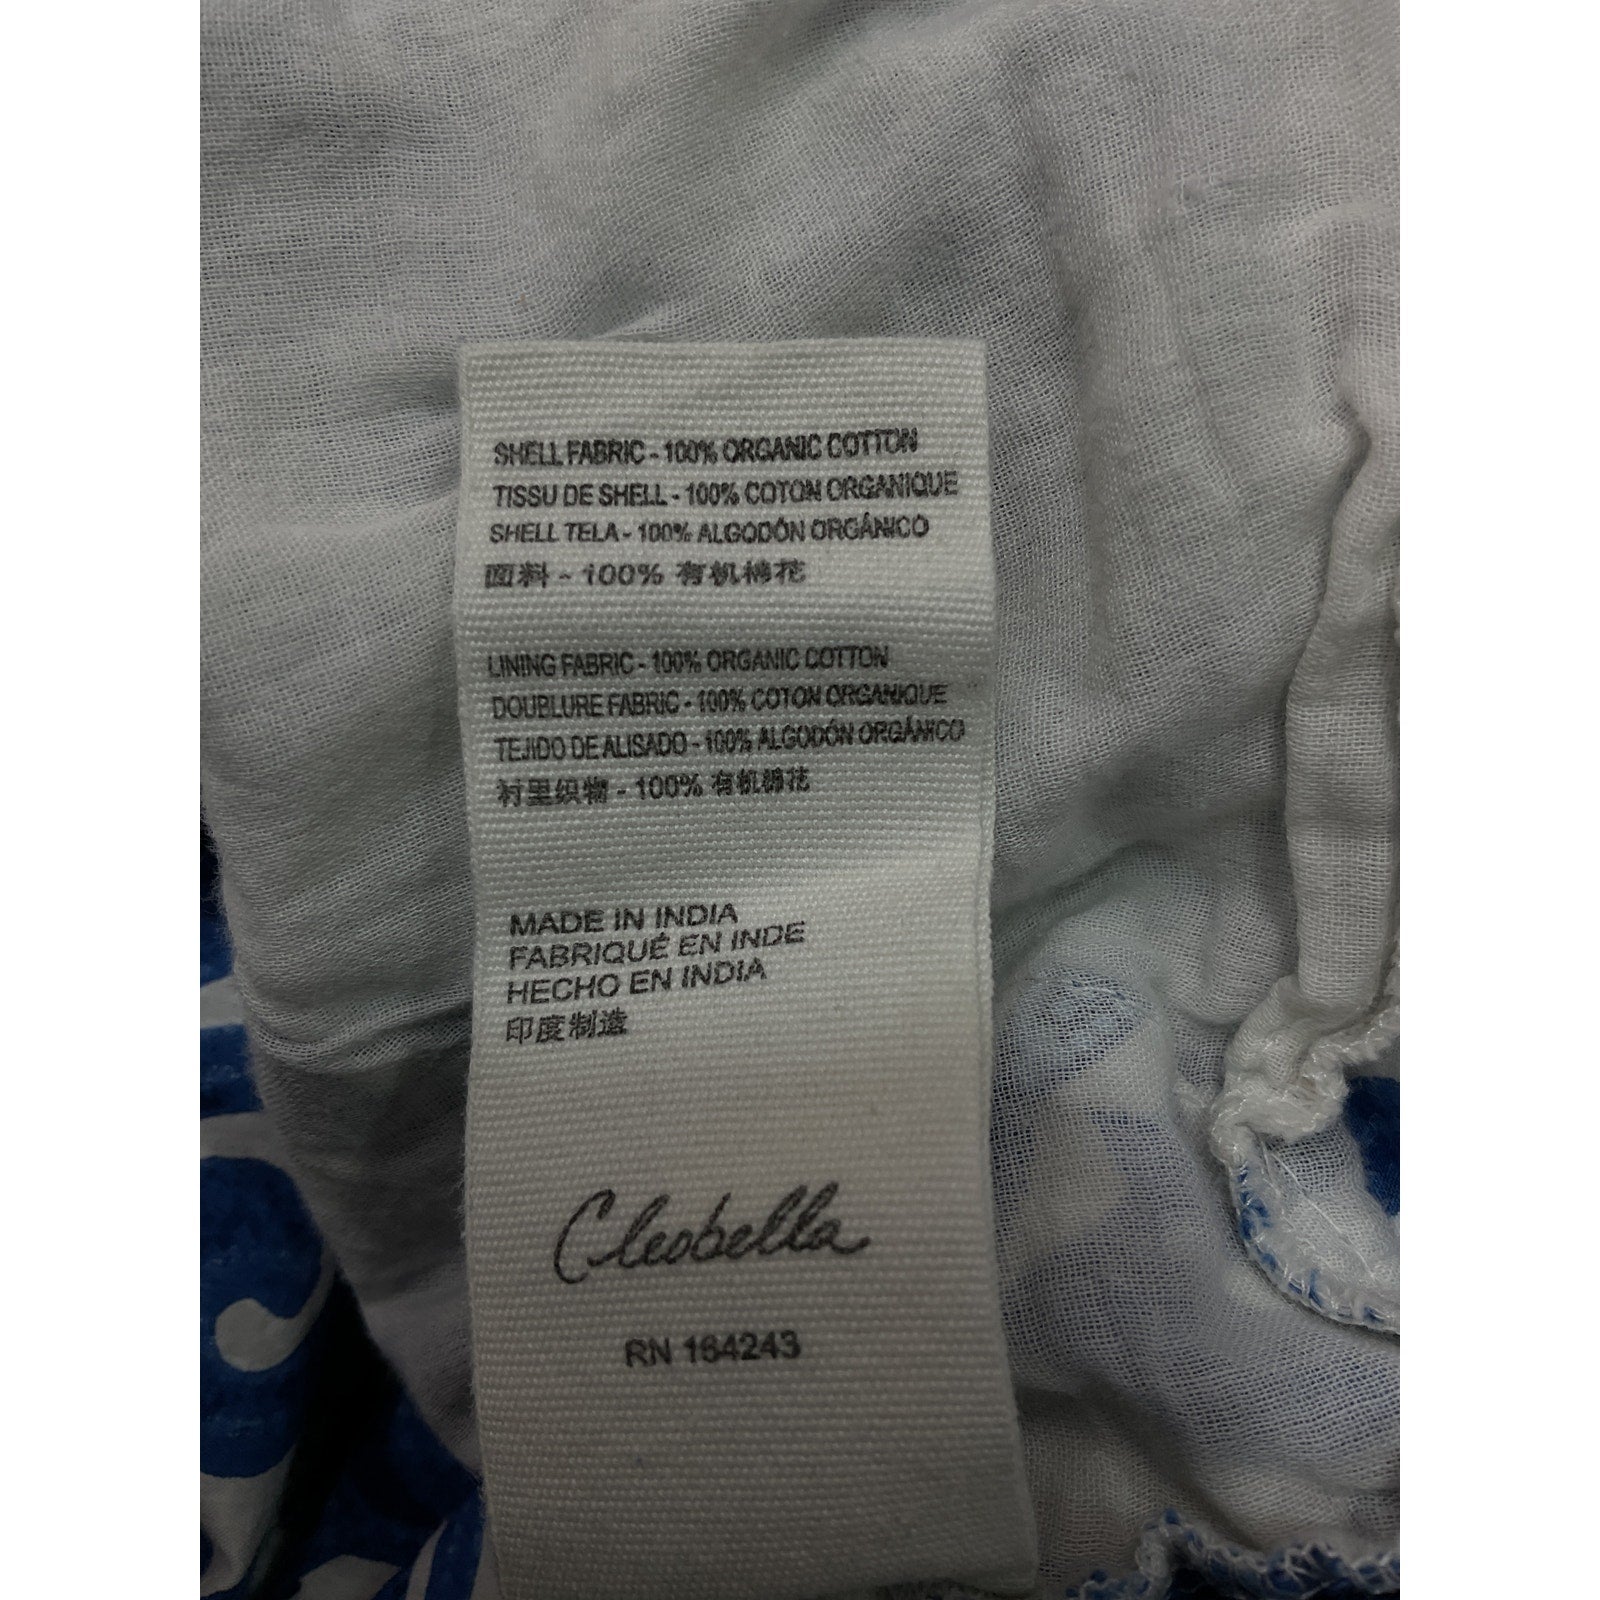 SHELL FABRIC - 100% ORGANIC COTTON
TISSU DE SHELL - 100% COTON ORGANIQUE
SHELL TELA - 100% ALGODÓN ORGÁNICO
面料 - 100% 有机棉花
LINING FABRIC - 100% ORGANIC COTTON
DOUBLURE FABRIC - 100% COTON ORGANIQUE
TEJIDO DE ALISADO - 100% ALGODÓN ORGÁNICO
衬里织物 - 100% 有机棉花
MADE IN INDIA
FABRIQUÉ EN INDE
HECHO EN INDIA
印度制造
Cleobella
RN 164243